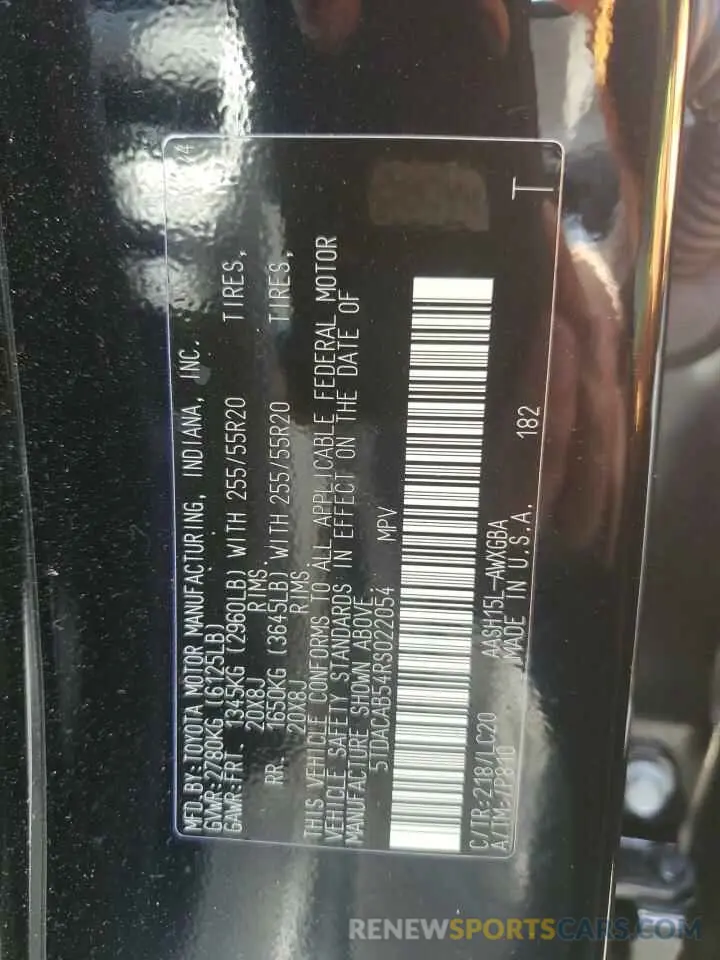 MFD.BY:TOYOTA MOTOR MANUFACTURING, INDIANA, INC.
GVWR:2780KG (6125LB)
GAWR:FRT. 1345KG (2960LB) WITH 255/55R20 TIRES,
20X8J RIMS.
RR. 1650KG (3645LB) WITH 255/55R20 TIRES,
20X8J RIMS.
THIS VEHICLE CONFORMS TO ALL APPLICABLE FEDERAL MOTOR
VEHICLE SAFETY STANDARDS IN EFFECT ON THE DATE OF
MANUFACTURE SHOWN ABOVE.
5TDACAB54RS022054 MPV
C/TR:218/LC20 AASH15L-AWXGBA T
A/TM:7P810 MADE IN U.S.A. 182
RENEWSPORTSCARS.COM